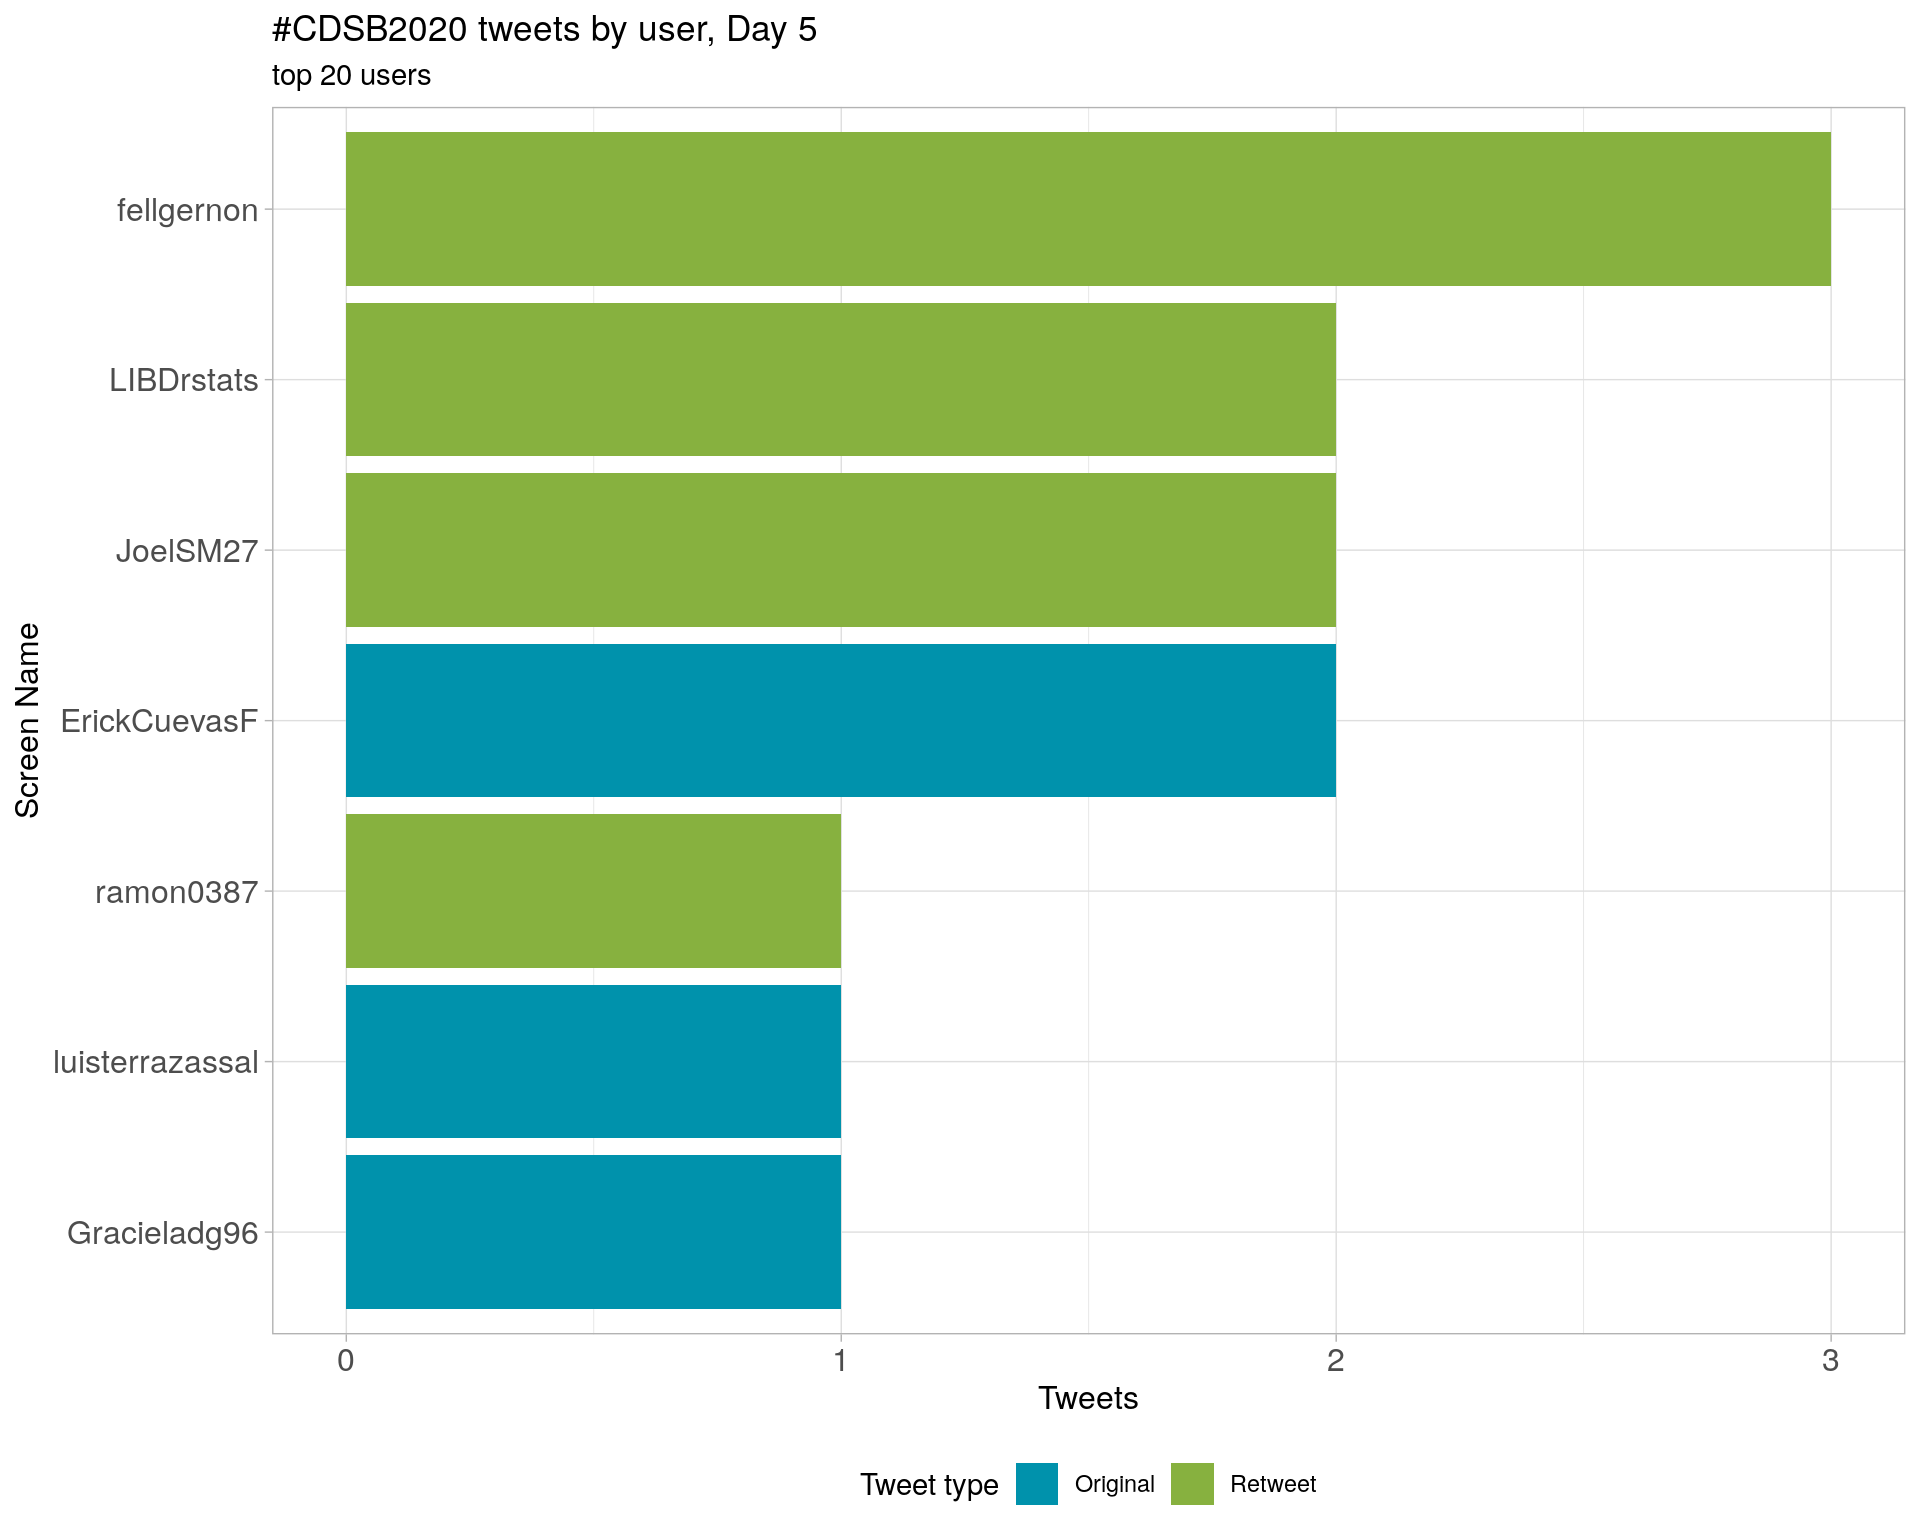 #CDSB2020 tweets by user, Day 5
top 20 users
Screen Name
fellgernon
LIBDrstats
JoelSM27
ErickCuevasF
ramon0387
luisterrazassal
Gracieladg96
0 1 2 3
Tweets
Tweet type Original Retweet